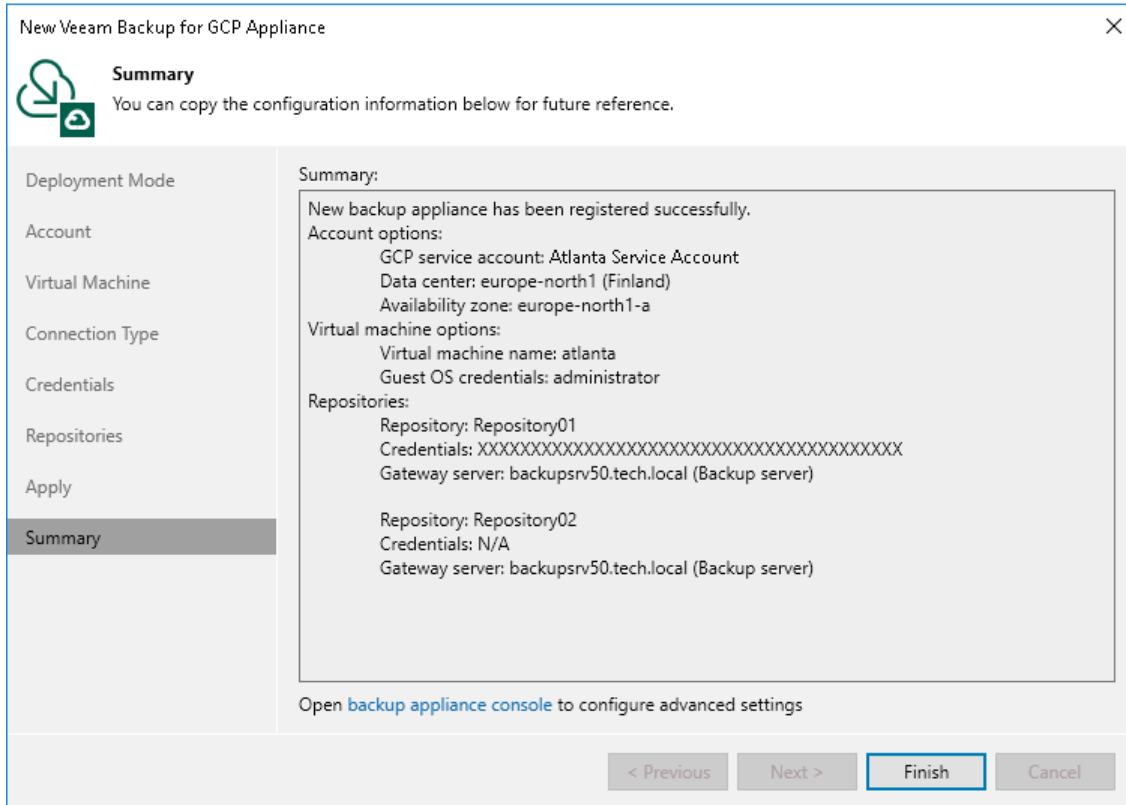 New Veeam Backup for GCP Appliance
Summary
You can copy the configuration information below for future reference.
Deployment Mode
Account
Virtual Machine
Connection Type
Credentials
Repositories
Apply
Summary
Summary:
New backup appliance has been registered successfully.
Account options:
GCP service account: Atlanta Service Account
Data center: europe-north1 (Finland)
Availability zone: europe-north1-a
Virtual machine options:
Virtual machine name: atlanta
Guest OS credentials: administrator
Repositories:
Repository: Repository01
Credentials: XXXXXXXXXXXXXXXXXXXXXXXXXXXXXXXXXXXXXXXX
Gateway server: backupsrv50.tech.local (Backup server)
Repository: Repository02
Credentials: N/A
Gateway server: backupsrv50.tech.local (Backup server)
Open backup appliance console to configure advanced settings
< Previous
Next >
Finish
Cancel